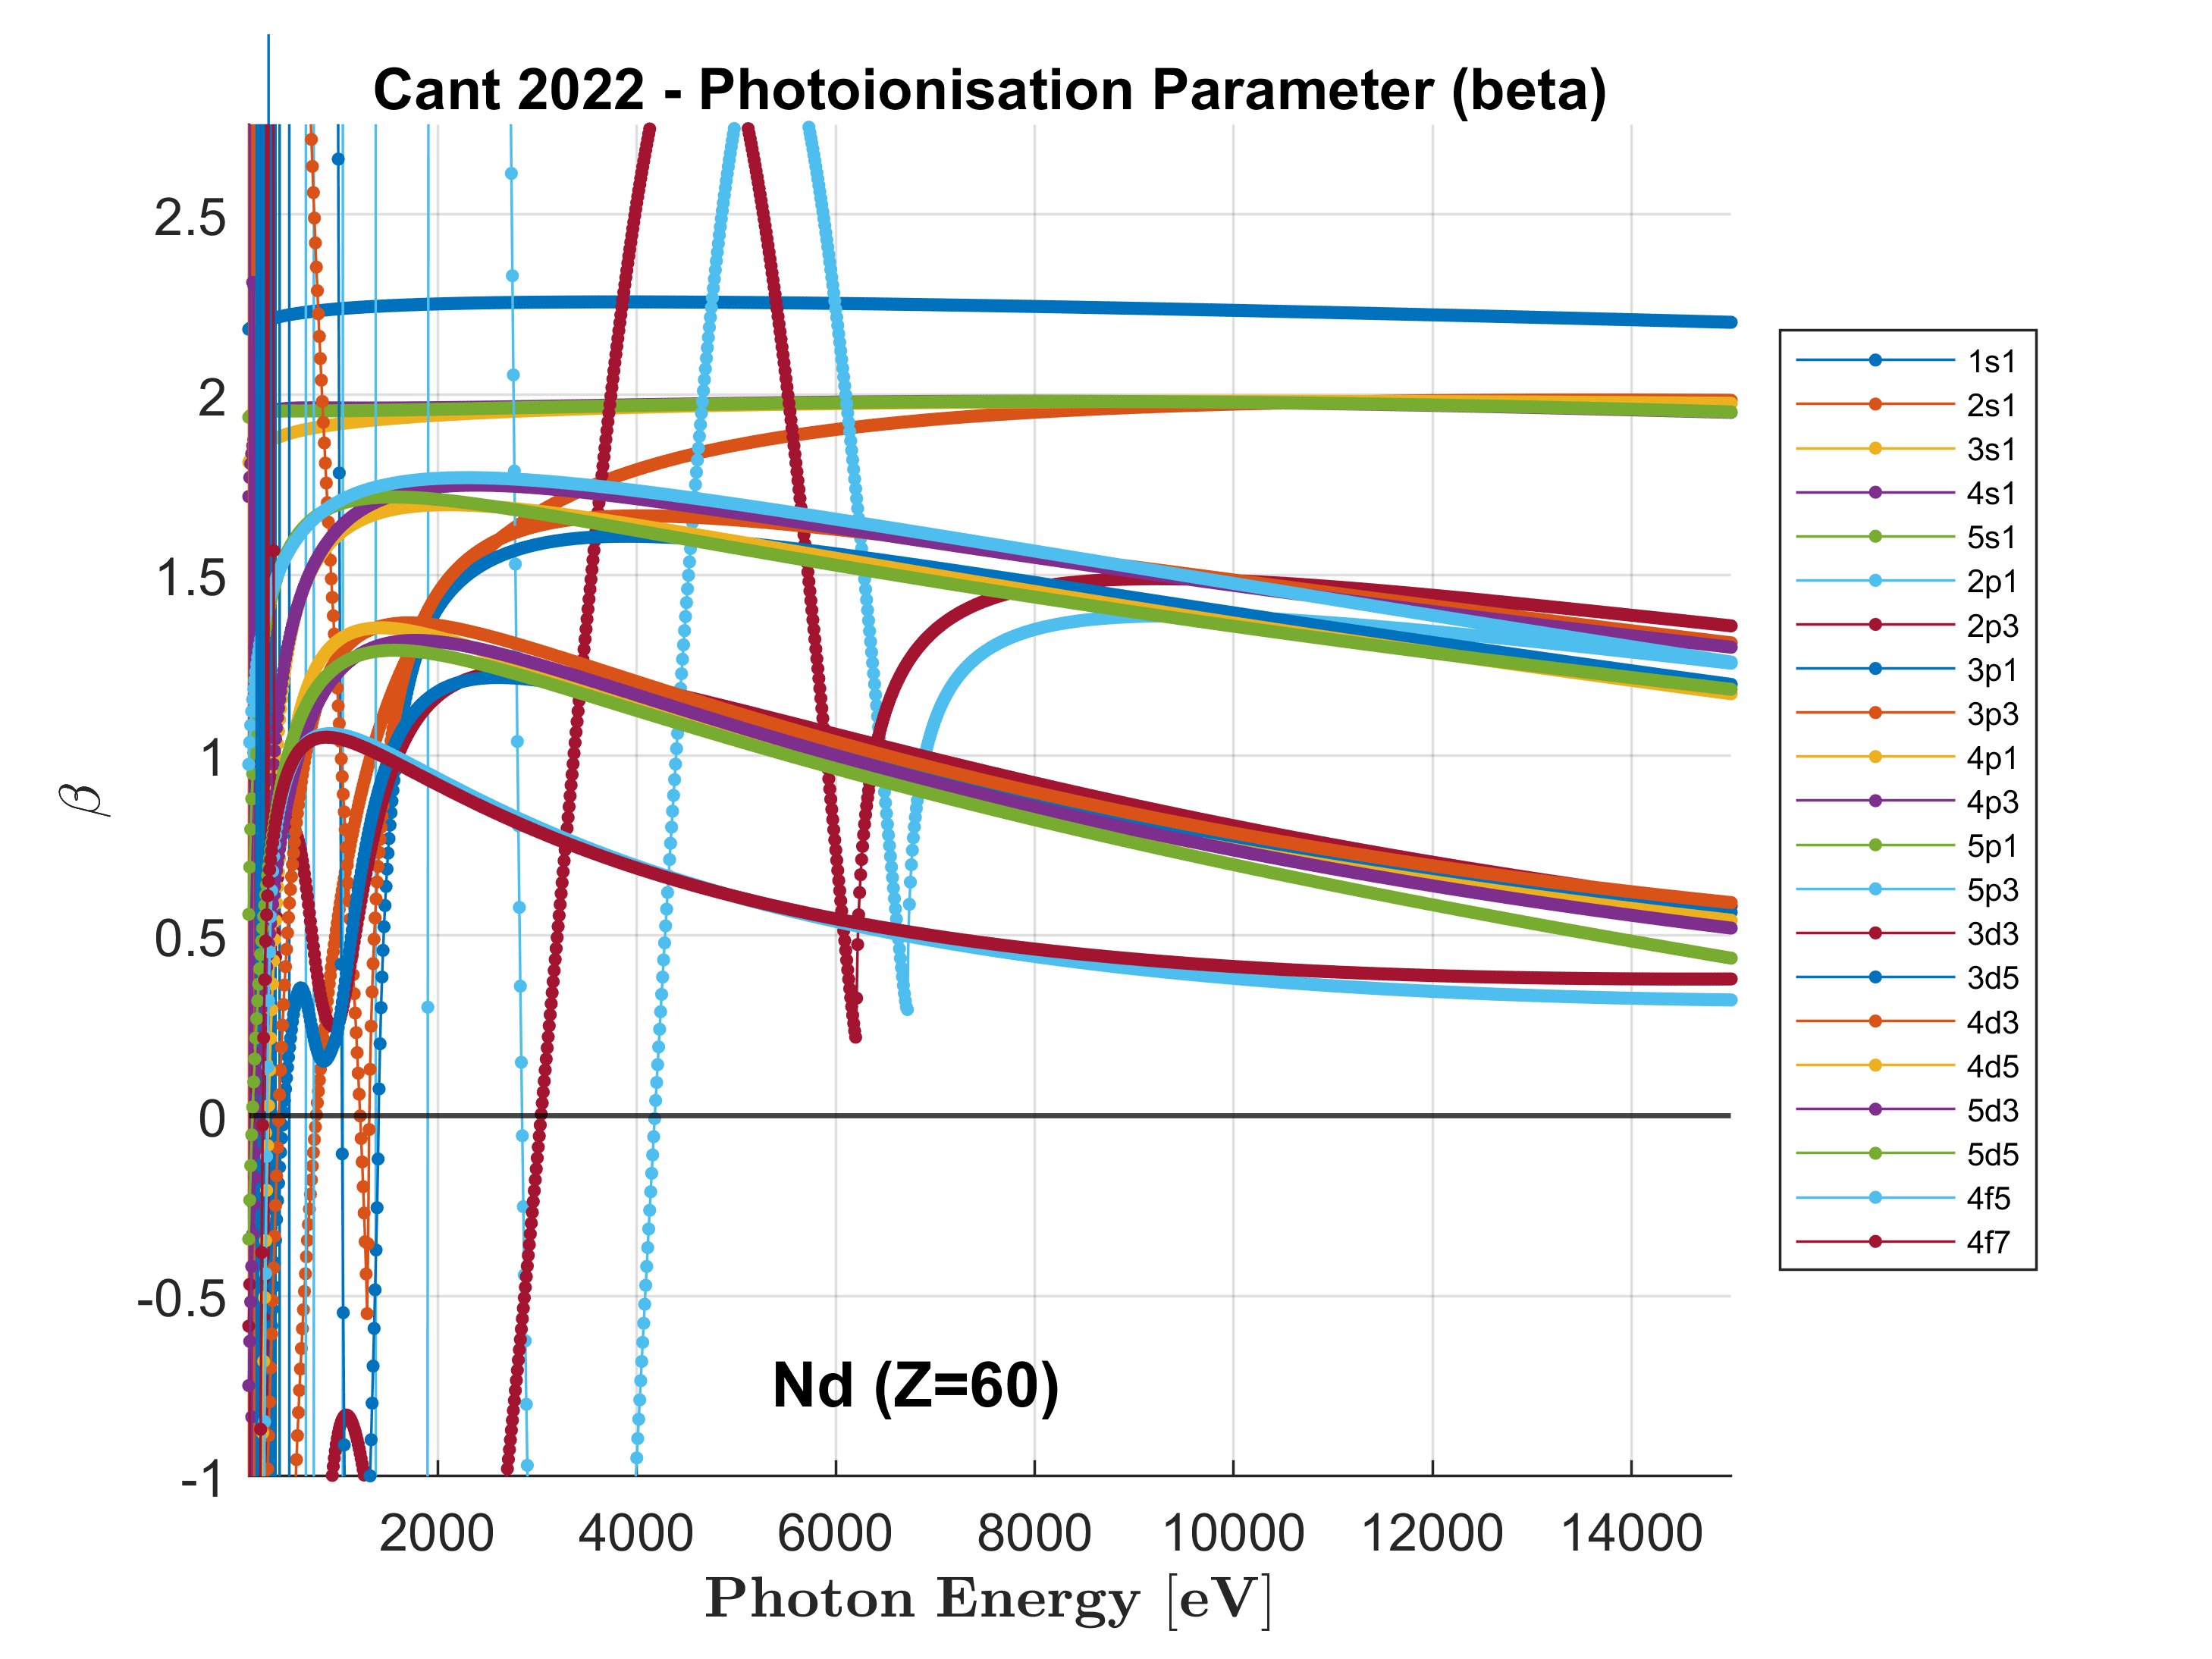 Cant 2022 - Photoionisation Parameter (beta)
2.5
2
1.5
1
0.5
0
-0.5
-1
β
2000 4000 6000 8000 10000 12000 14000
Photon Energy [eV]
Nd (Z=60)
1s1
2s1
3s1
4s1
5s1
2p1
2p3
3p1
3p3
4p1
4p3
5p1
5p3
3d3
3d5
4d3
4d5
5d3
5d5
4f5
4f7